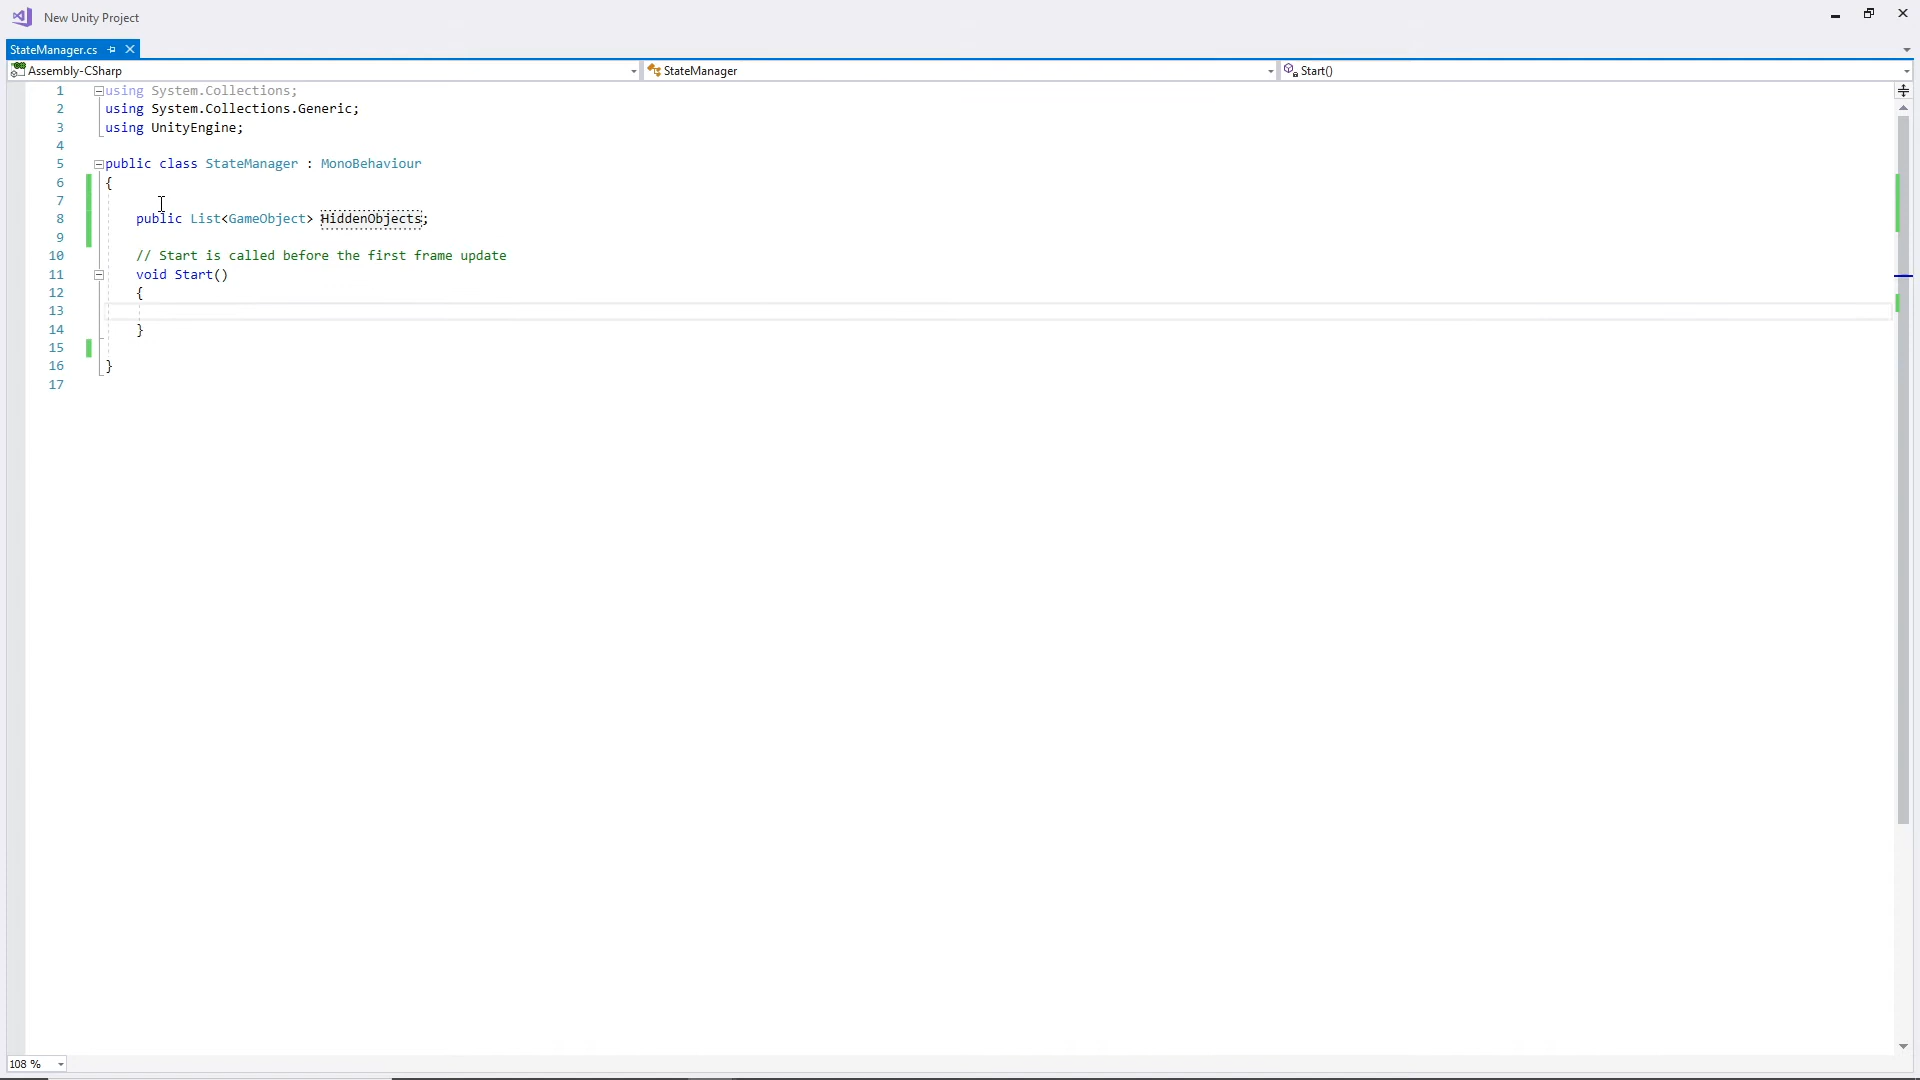 New Unity Project
StateManager.cs
Assembly-CSharp StateManager Start()
1 using System.Collections;
2 using System.Collections.Generic;
3 using UnityEngine;
4
5 public class StateManager : MonoBehaviour
6 {
7
8 public List<GameObject> HiddenObjects;
9
10 // Start is called before the first frame update
11 void Start()
12 {
13
14 }
15
16 }
17
108 %